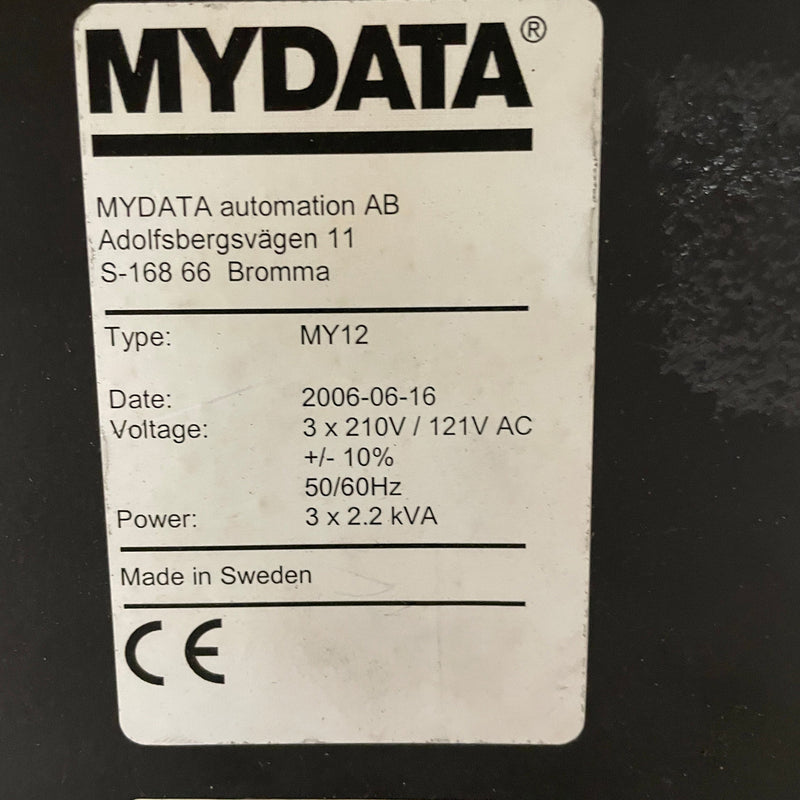 MYDATA®
MYDATA automation AB
Adolfsbergsvägen 11
S-168 66 Bromma
Type: MY12
Date: 2006-06-16
Voltage: 3 x 210V / 121V AC
+/- 10%
50/60Hz
Power: 3 x 2.2 kVA
Made in Sweden
CE